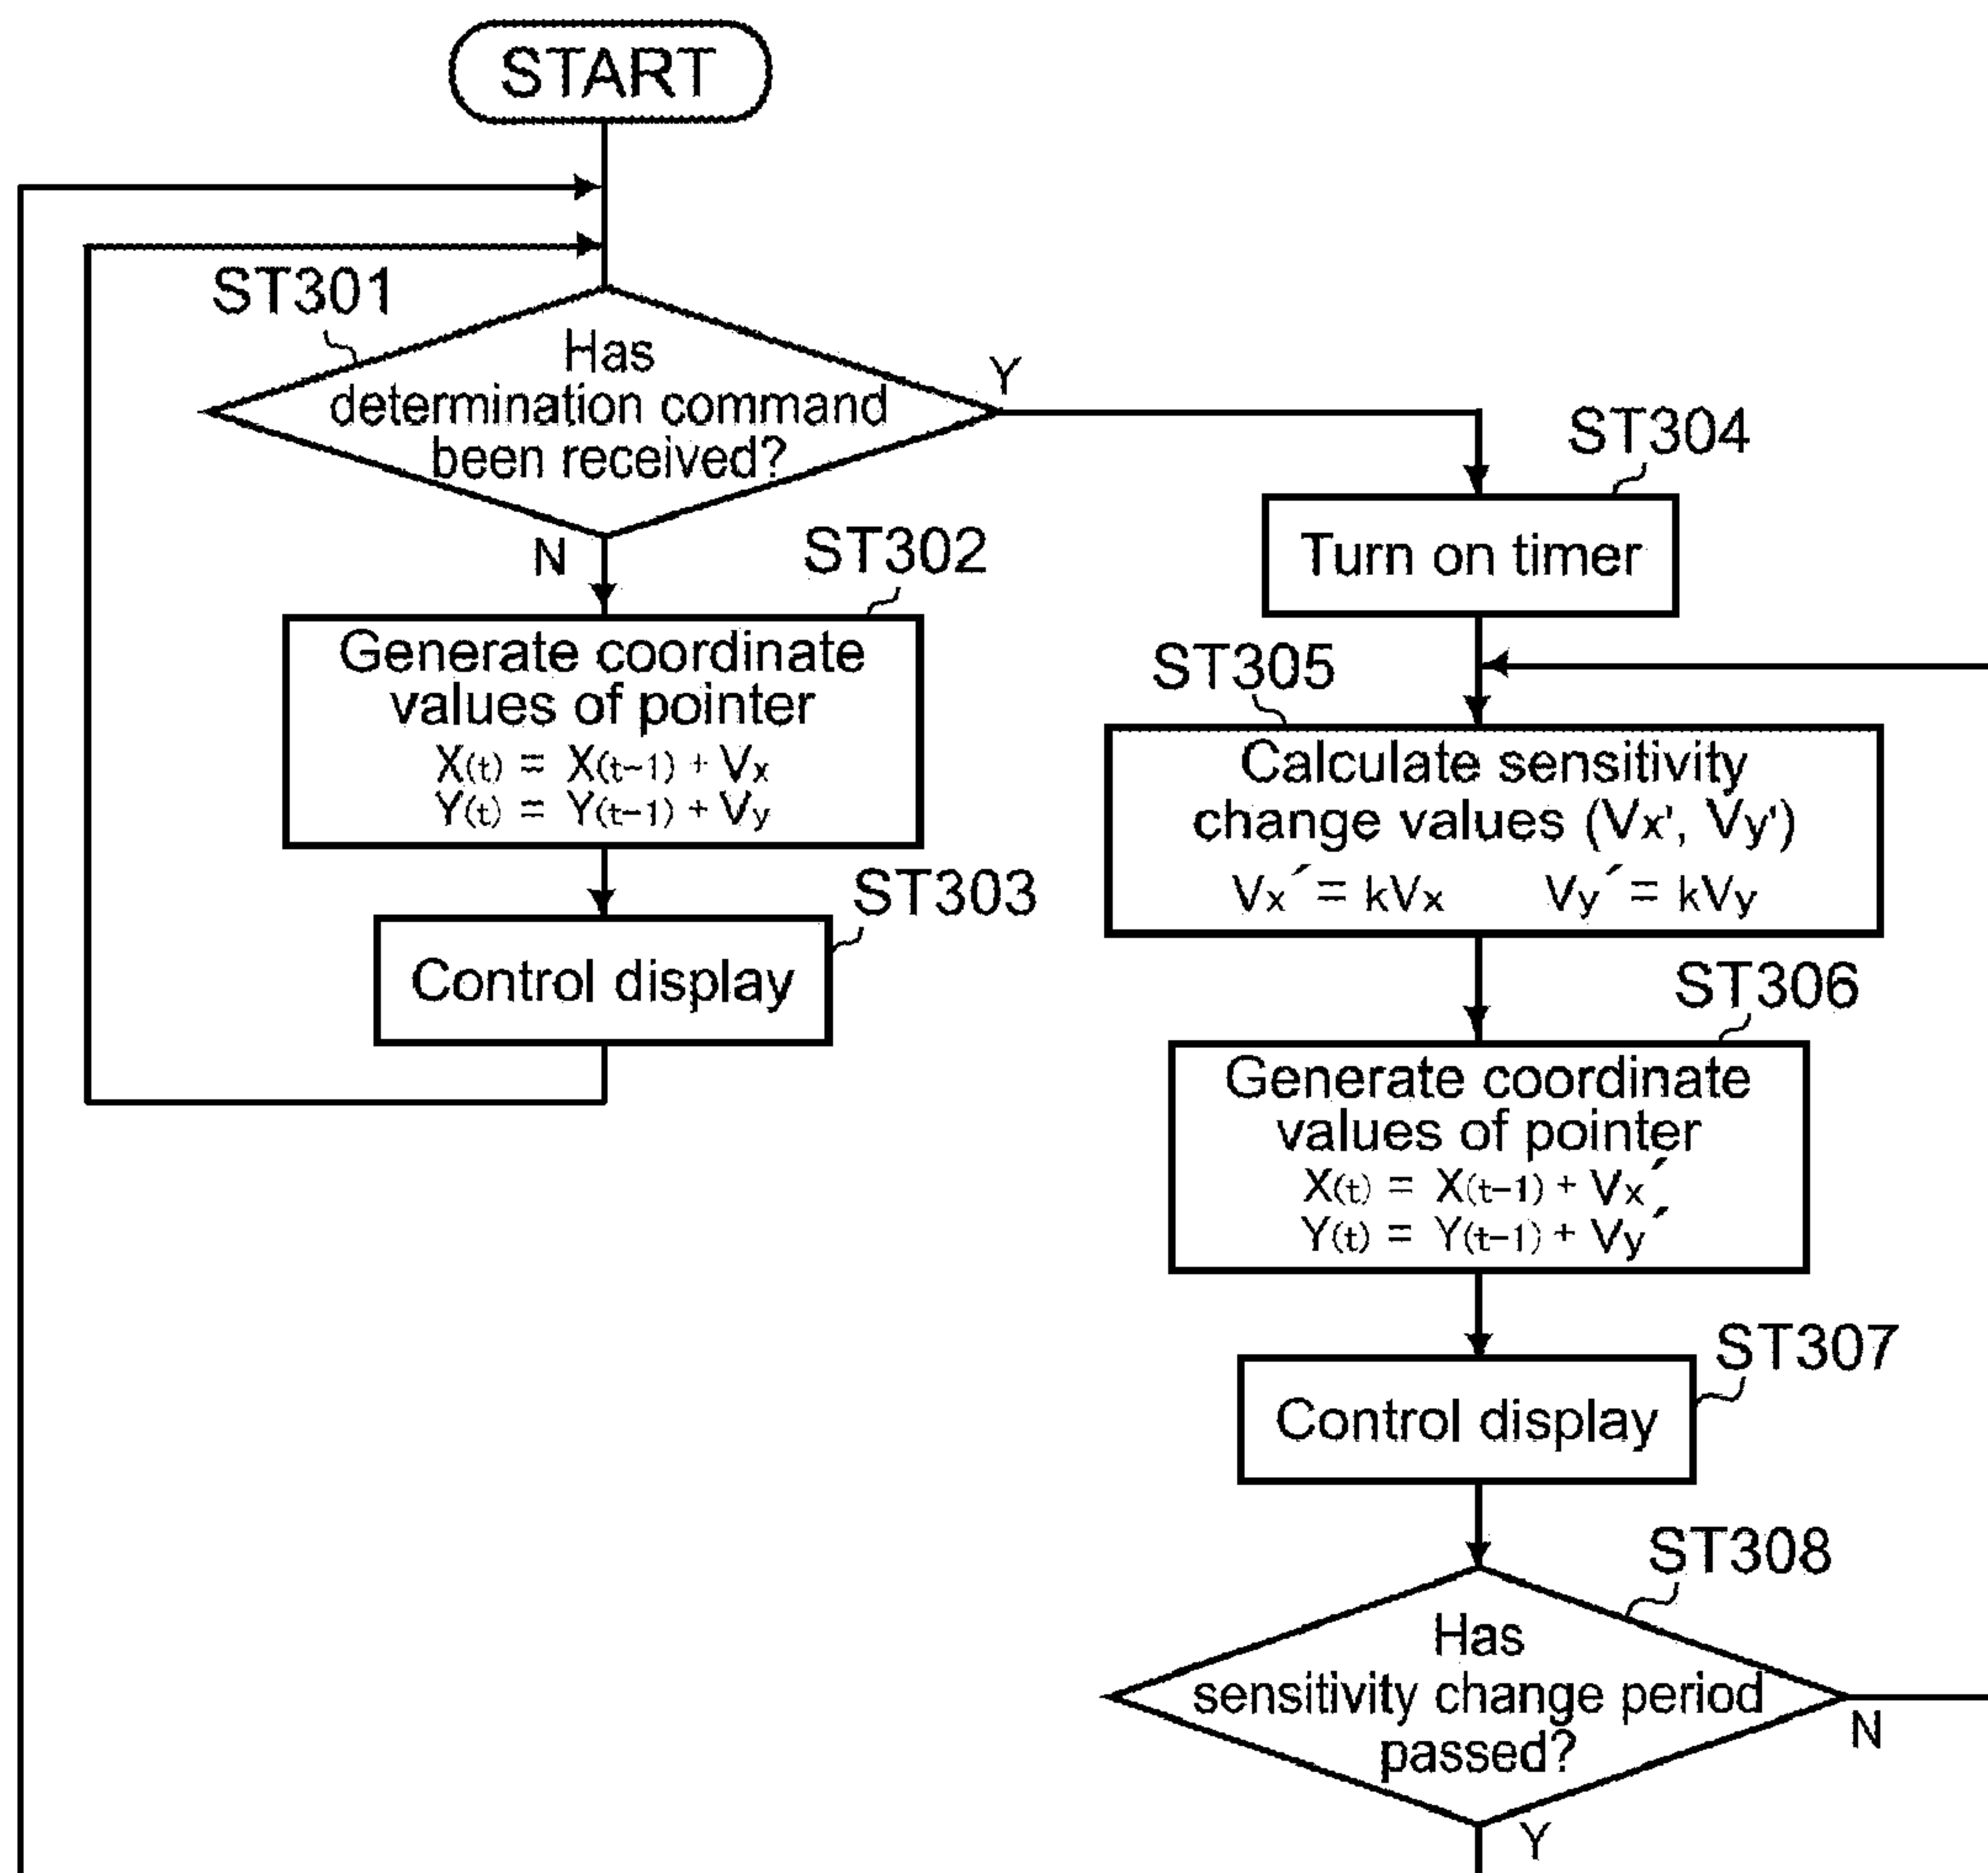 START
ST301
Has
determination command
been received?
Y
N
ST302
Generate coordinate
values of pointer
X(t) = X(t-1) + Vx
Y(t) = Y(t-1) + Vy
ST303
Control display
ST304
Turn on timer
ST305
Calculate sensitivity
change values (Vx', Vy')
Vx´= kVx Vy´= kVy
ST306
Generate coordinate
values of pointer
X(t) = X(t-1) + Vx´
Y(t) = Y(t-1) + Vy´
ST307
Control display
ST308
Has
sensitivity change period
passed?
N
Y